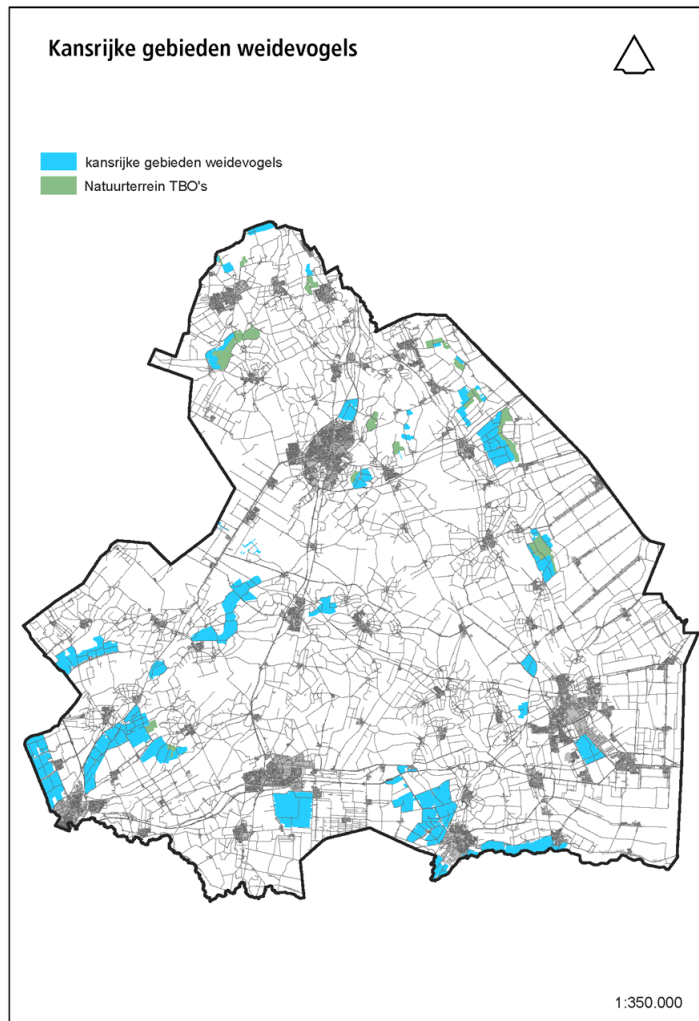 Kansrijke gebieden weidevogels
kansrijke gebieden weidevogels
Natuurterrein TBO's
1:350.000